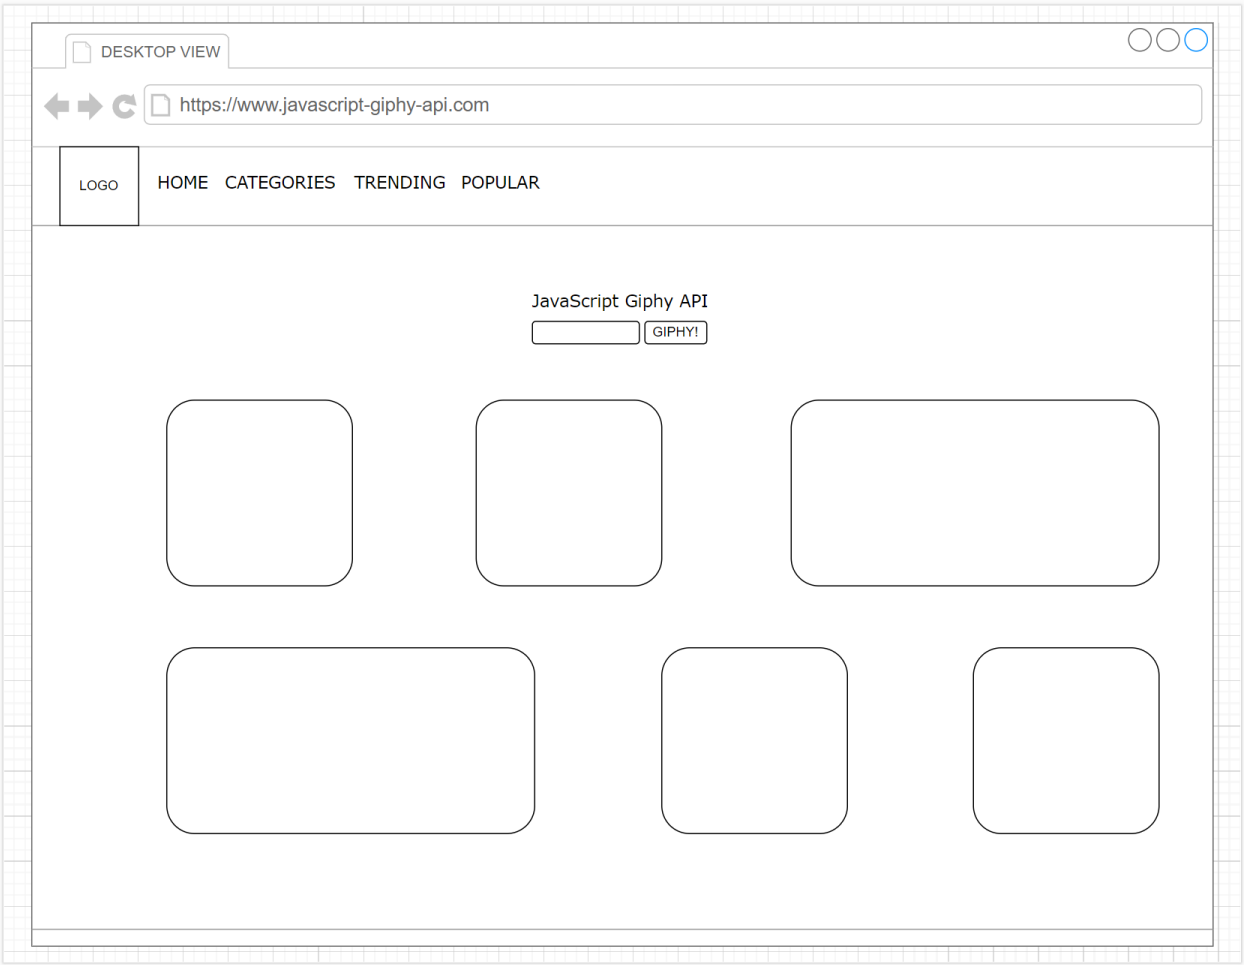 DESKTOP VIEW
https://www.javascript-giphy-api.com
LOGO HOME CATEGORIES TRENDING POPULAR
JavaScript Giphy API
GIPHY!